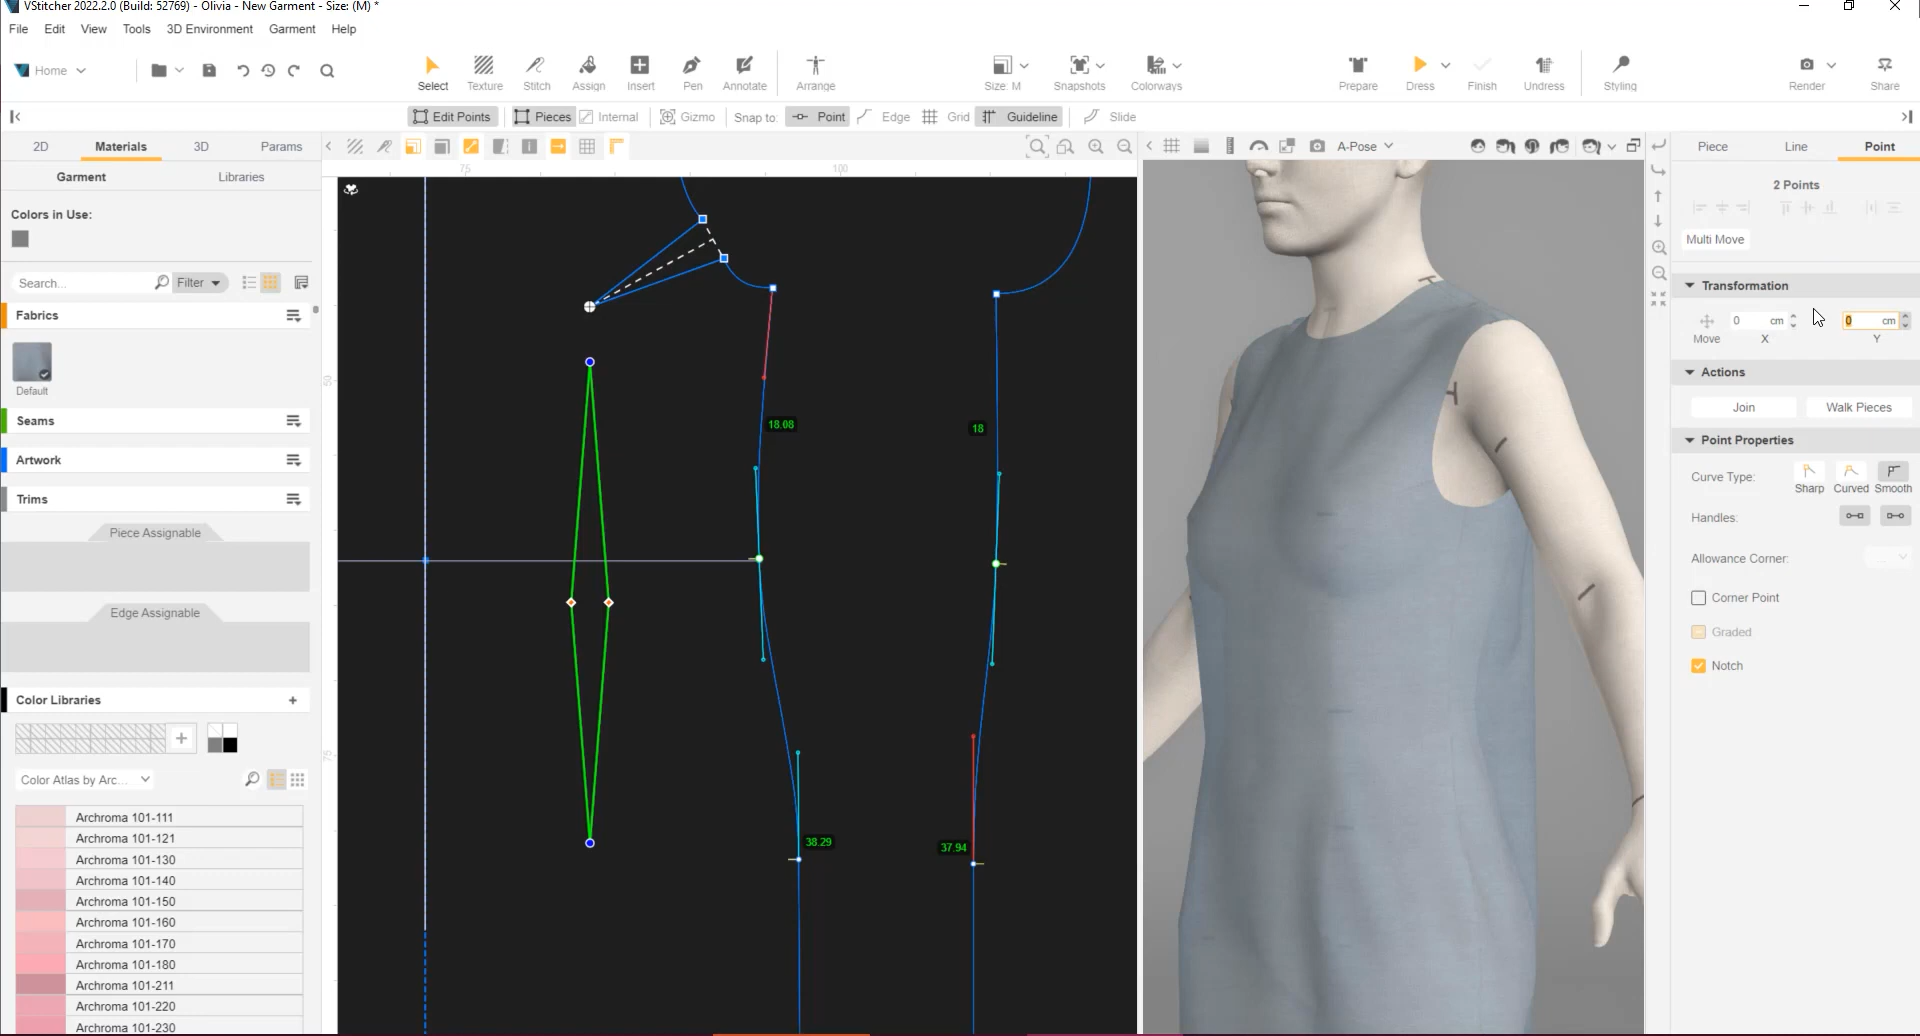 VStitcher 2022.2.0 (Build: 52769) - Olivia - New Garment - Size: (M) *
File Edit View Tools 3D Environment Garment Help
Home
Select Texture Stitch Assign Insert Pen Annotate Arrange Size: M Snapshots Colorways Prepare Dress Finish Undress Styling Render Share
Edit Points Pieces Internal Gizmo Snap to: Point Edge Grid Guideline Slide
2D Materials 3D Params A-Pose Piece Line Point
75 100
Garment Libraries
2 Points
Colors in Use:
Multi Move
Search... Filter
Transformation
Fabrics
0 cm 0 cm
Move X Y
50
Default
Actions
Join Walk Pieces
Seams
18.08 18
Point Properties
Artwork
Curve Type: Sharp Curved Smooth
Trims
Handles:
Piece Assignable
Allowance Corner:
Corner Point
Edge Assignable
Graded
Notch
Color Libraries
75
Color Atlas by Arc...
Archroma 101-111
Archroma 101-121
38.29 37.94
Archroma 101-130
Archroma 101-140
Archroma 101-150
Archroma 101-160
Archroma 101-170
Archroma 101-180
Archroma 101-211
Archroma 101-220
Archroma 101-230